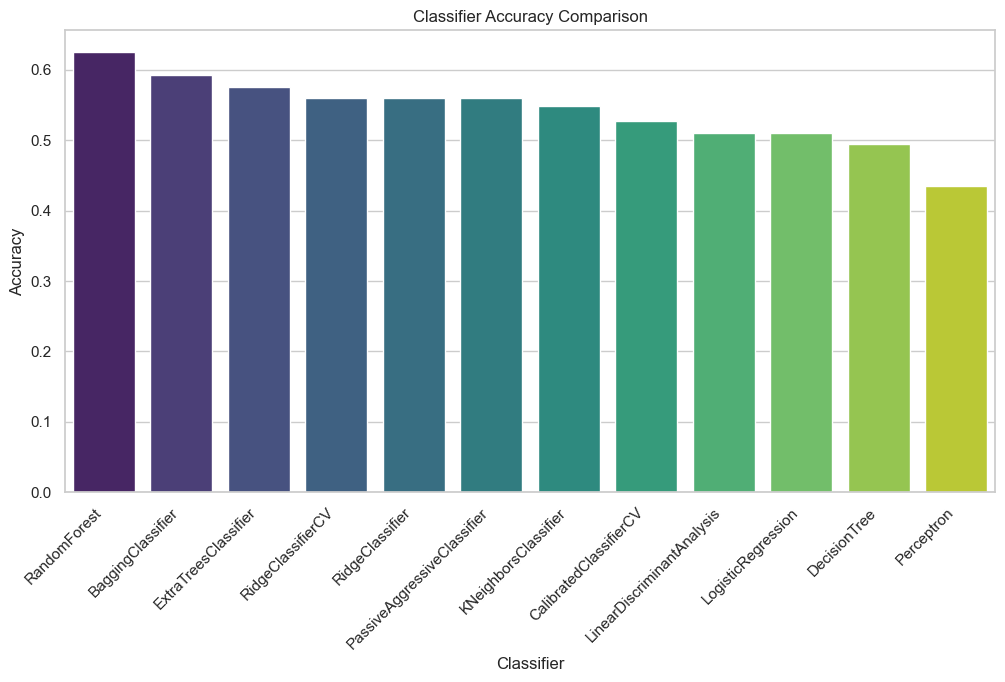 Classifier Accuracy Comparison
Accuracy
0.6
0.5
0.4
0.3
0.2
0.1
0.0
RandomForest
BaggingClassifier
ExtraTreesClassifier
RidgeClassifierCV
RidgeClassifier
PassiveAggressiveClassifier
KNeighborsClassifier
CalibratedClassifierCV
LinearDiscriminantAnalysis
LogisticRegression
DecisionTree
Perceptron
Classifier